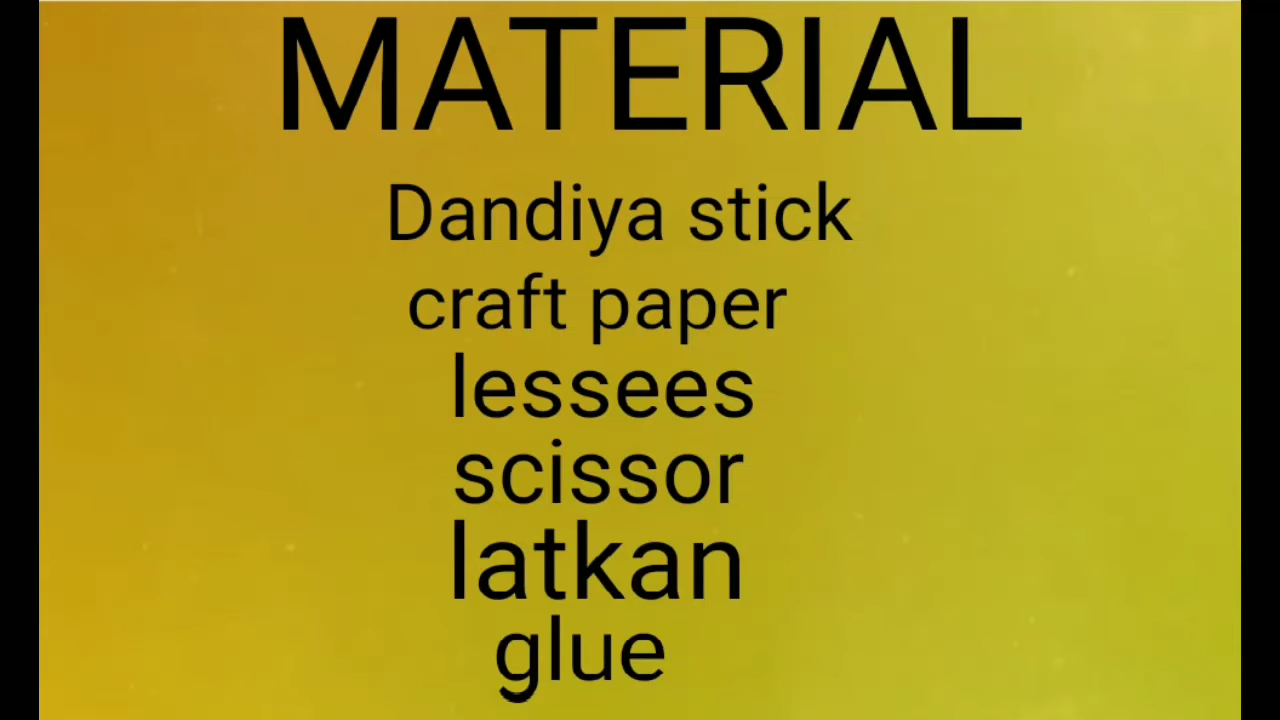 MATERIAL
Dandiya stick
craft paper
lessees
scissor
latkan
glue